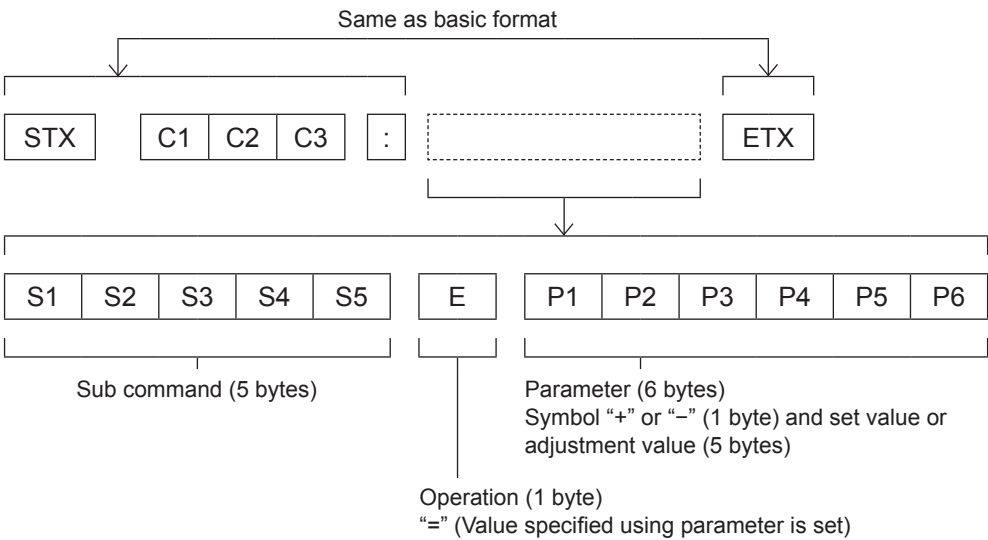 Same as basic format
STX C1 C2 C3 : ETX
S1 S2 S3 S4 S5 E P1 P2 P3 P4 P5 P6
Sub command (5 bytes)
Parameter (6 bytes)
Symbol “+” or “−” (1 byte) and set value or
adjustment value (5 bytes)
Operation (1 byte)
“=” (Value specified using parameter is set)